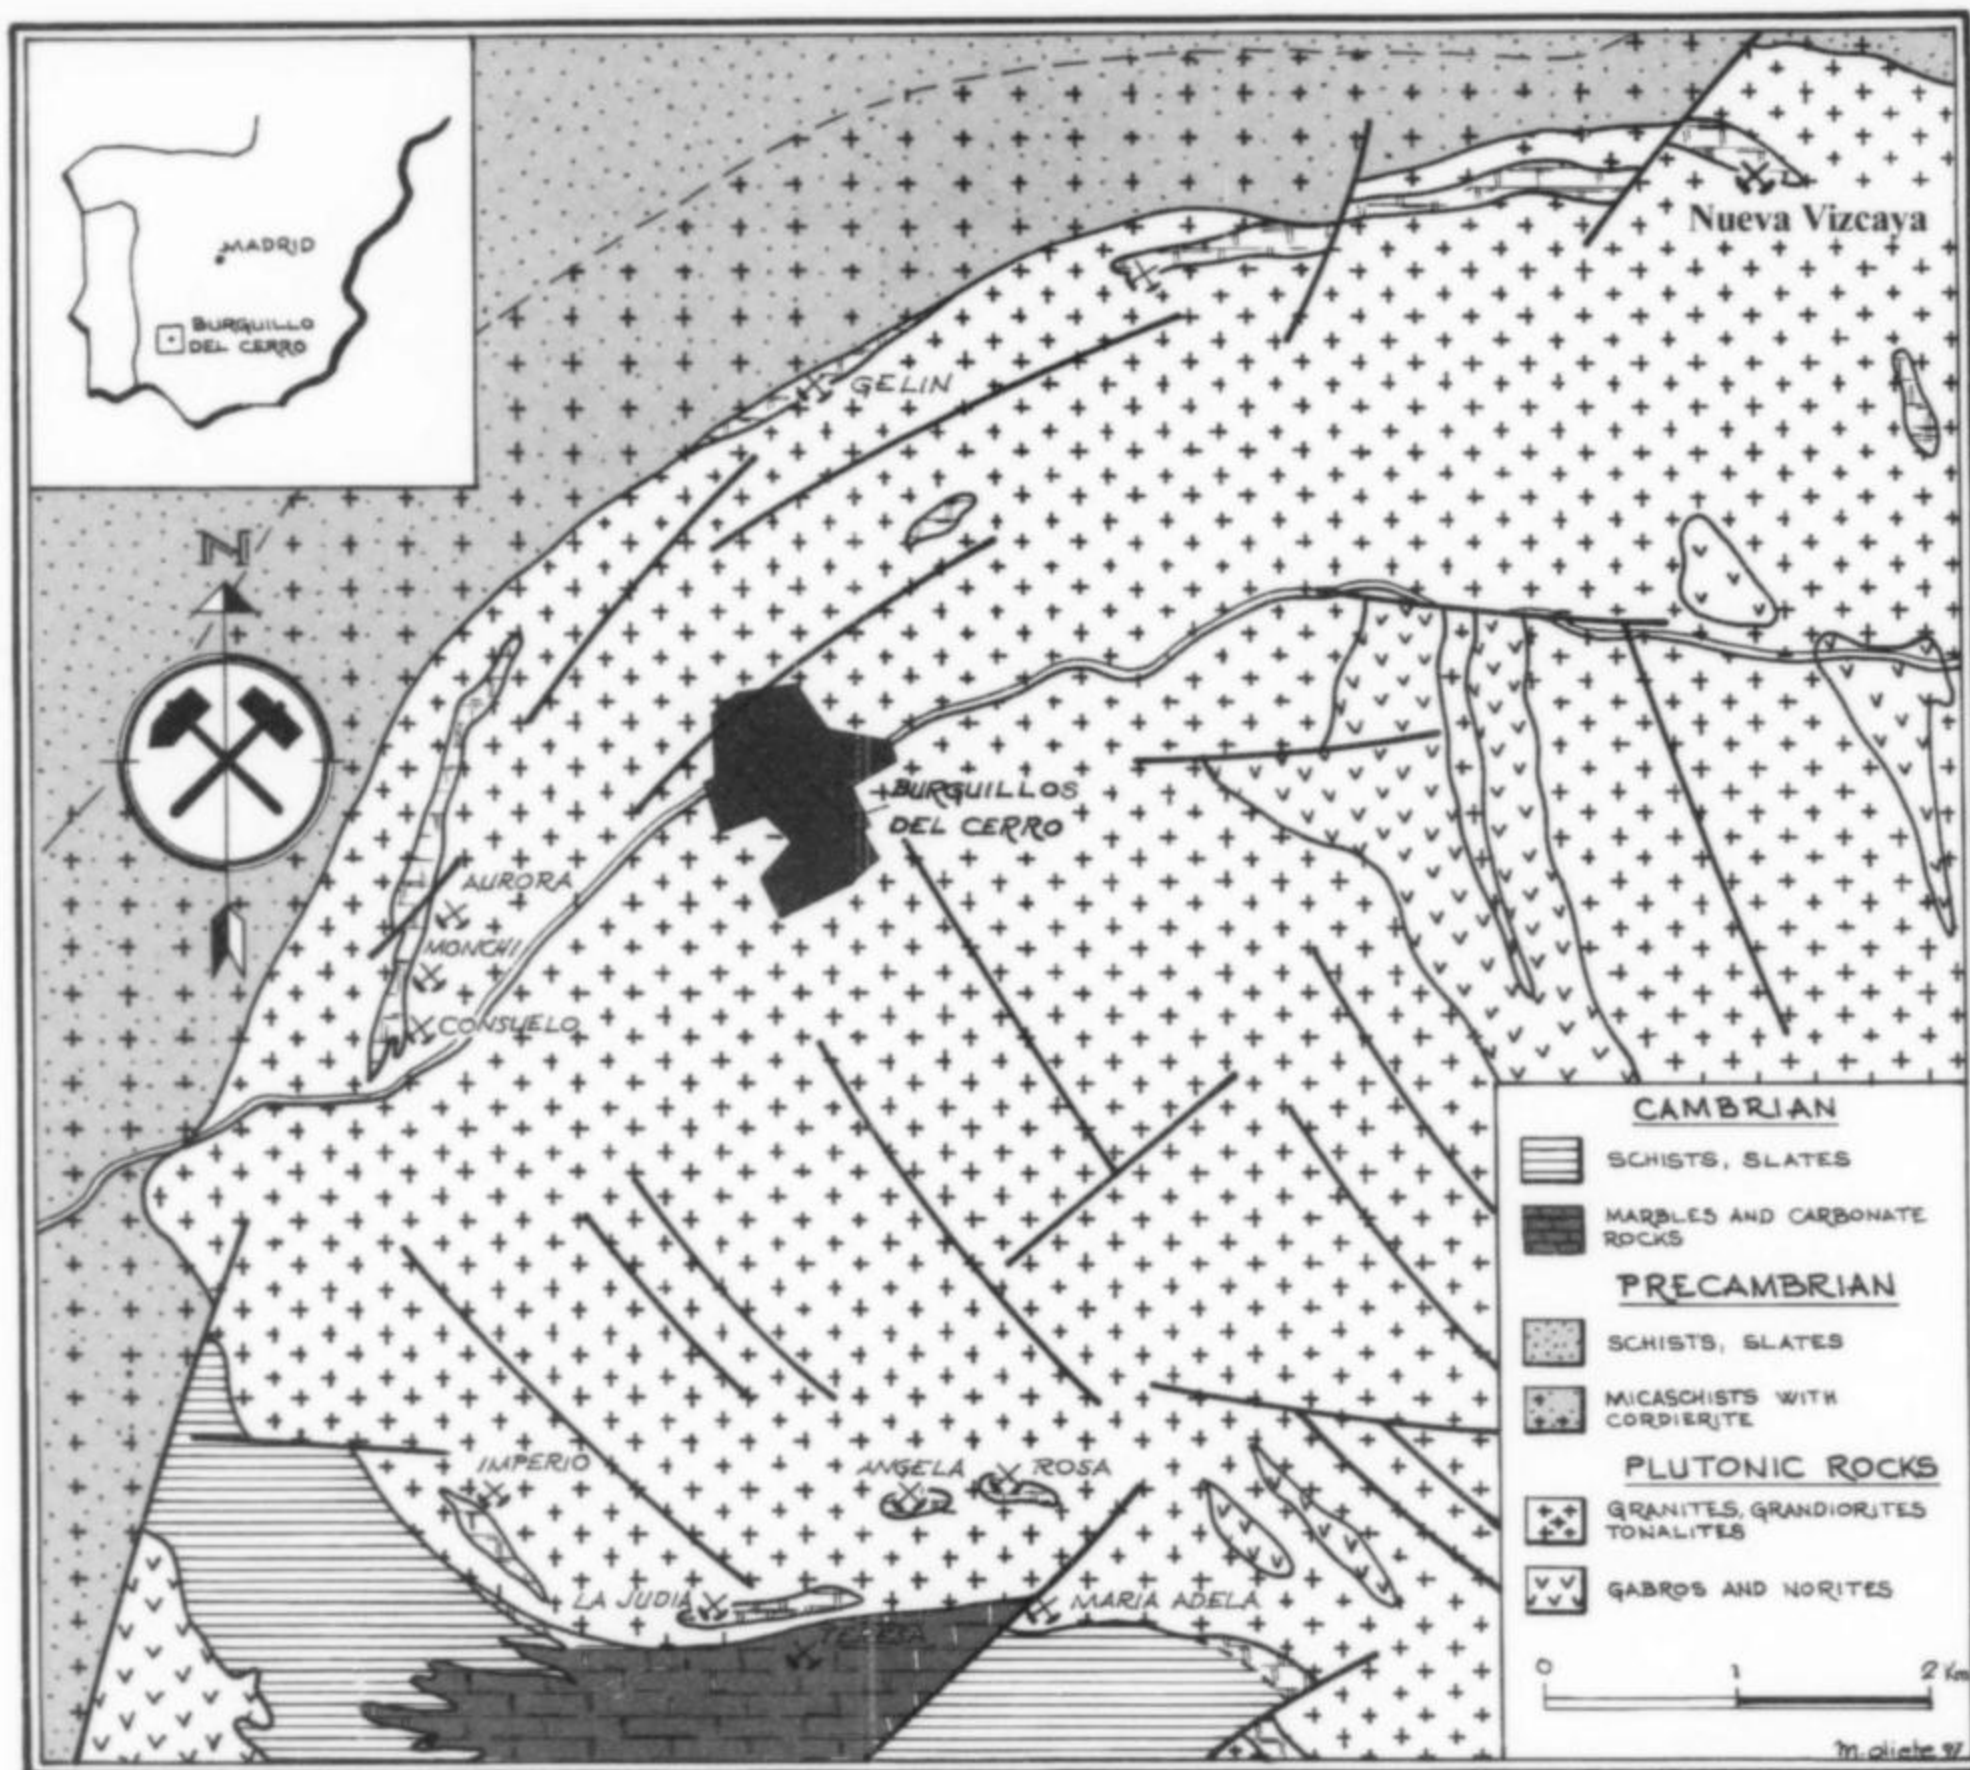 MADRID
BURGUILLO
DEL CERRO
N
Nueva Vizcaya
GELIN
BURGUILLOS
DEL CERRO
AURORA
MONCHI
CONSUELO
IMPERIO
ANGELA
ROSA
LA JUDIA
MARIA ADELA
CAMBRIAN
SCHISTS, SLATES
MARBLES AND CARBONATE
ROCKS
PRECAMBRIAN
SCHISTS, SLATES
MICASCHISTS WITH
CORDIERITE
PLUTONIC ROCKS
GRANITES, GRANDIORITES
TONALITES
GABROS AND NORITES
0 1 2 Km
M. oliete 97